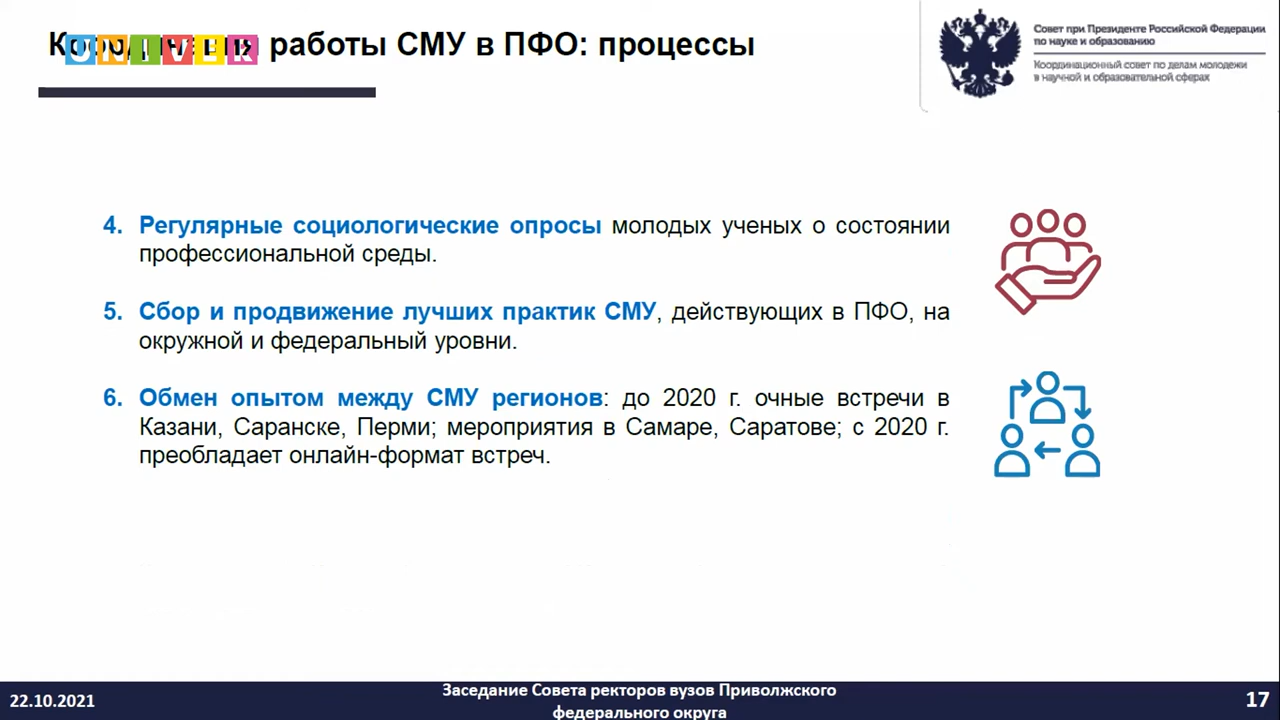 Координация работы СМУ в ПФО: процессы
UNIVER
Совет при Президенте Российской Федерации
по науке и образованию
Координационный совет по делам молодежи
в научной и образовательной сферах
4. Регулярные социологические опросы молодых ученых о состоянии
профессиональной среды.
5. Сбор и продвижение лучших практик СМУ, действующих в ПФО, на
окружной и федеральный уровни.
6. Обмен опытом между СМУ регионов: до 2020 г. очные встречи в
Казани, Саранске, Перми; мероприятия в Самаре, Саратове; с 2020 г.
преобладает онлайн-формат встреч.
22.10.2021
Заседание Совета ректоров вузов Приволжского
федерального округа
17